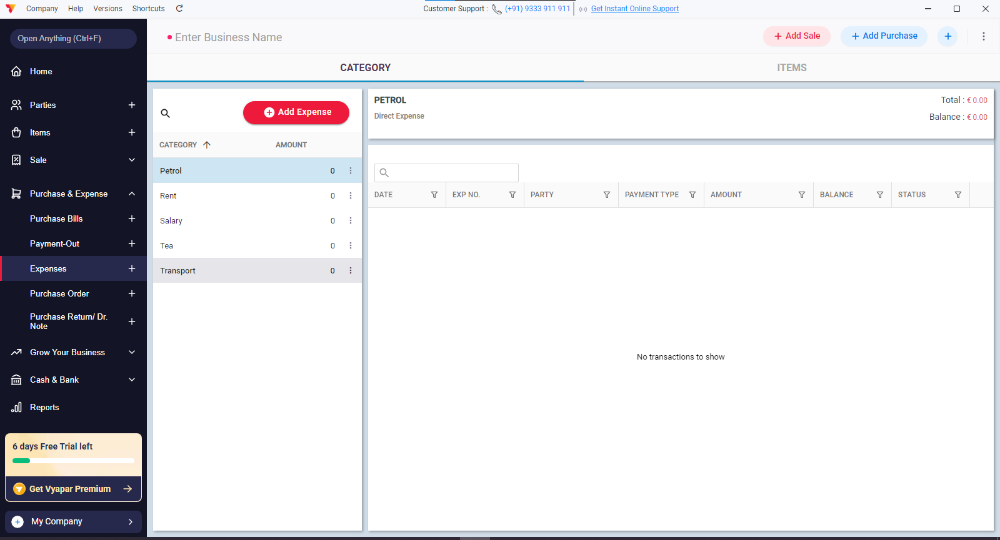 Company Help Versions Shortcuts
Customer Support : (+91) 9333 911 911 Get Instant Online Support
Open Anything (Ctrl+F)
Home
Parties
Items
Sale
Purchase & Expense
Purchase Bills
Payment-Out
Expenses
Purchase Order
Purchase Return/ Dr.
Note
Grow Your Business
Cash & Bank
Reports
6 days Free Trial left
Get Vyapar Premium
My Company
Enter Business Name
Add Sale
Add Purchase
CATEGORY
ITEMS
Add Expense
CATEGORY AMOUNT
Petrol 0
Rent 0
Salary 0
Tea 0
Transport 0
PETROL
Direct Expense
Total : € 0.00
Balance : € 0.00
DATE EXP NO. PARTY PAYMENT TYPE AMOUNT BALANCE STATUS
No transactions to show